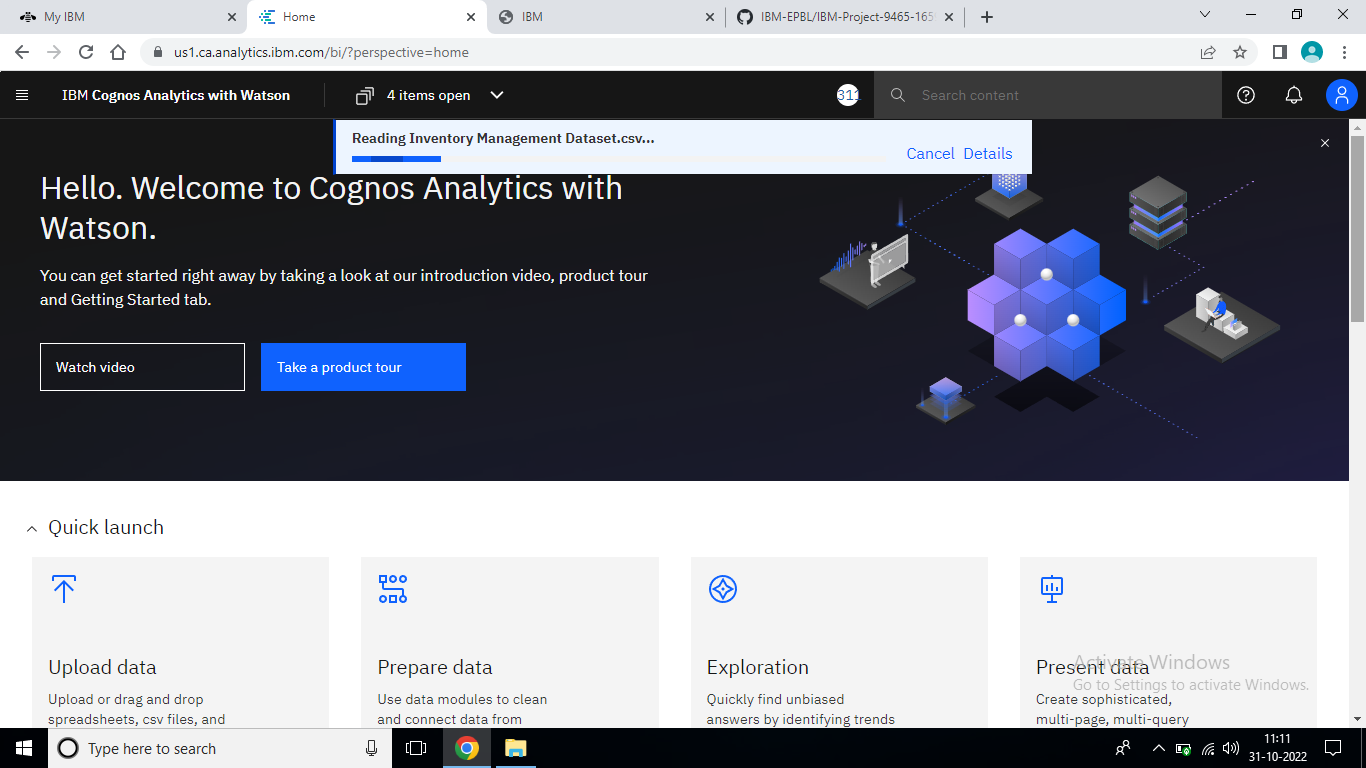 My IBM
Home
IBM
IBM-EPBL/IBM-Project-9465-165
us1.ca.analytics.ibm.com/bi/?perspective=home
IBM Cognos Analytics with Watson
4 items open
311
Search content
Reading Inventory Management Dataset.csv...
Cancel Details
Hello. Welcome to Cognos Analytics with
Watson.
You can get started right away by taking a look at our introduction video, product tour
and Getting Started tab.
Watch video
Take a product tour
Quick launch
Upload data
Upload or drag and drop
spreadsheets, csv files, and
Prepare data
Use data modules to clean
and connect data from
Exploration
Quickly find unbiased
answers by identifying trends
Present data
Create sophisticated,
multi-page, multi-query
Activate Windows
Go to Settings to activate Windows.
Type here to search
11:11
31-10-2022